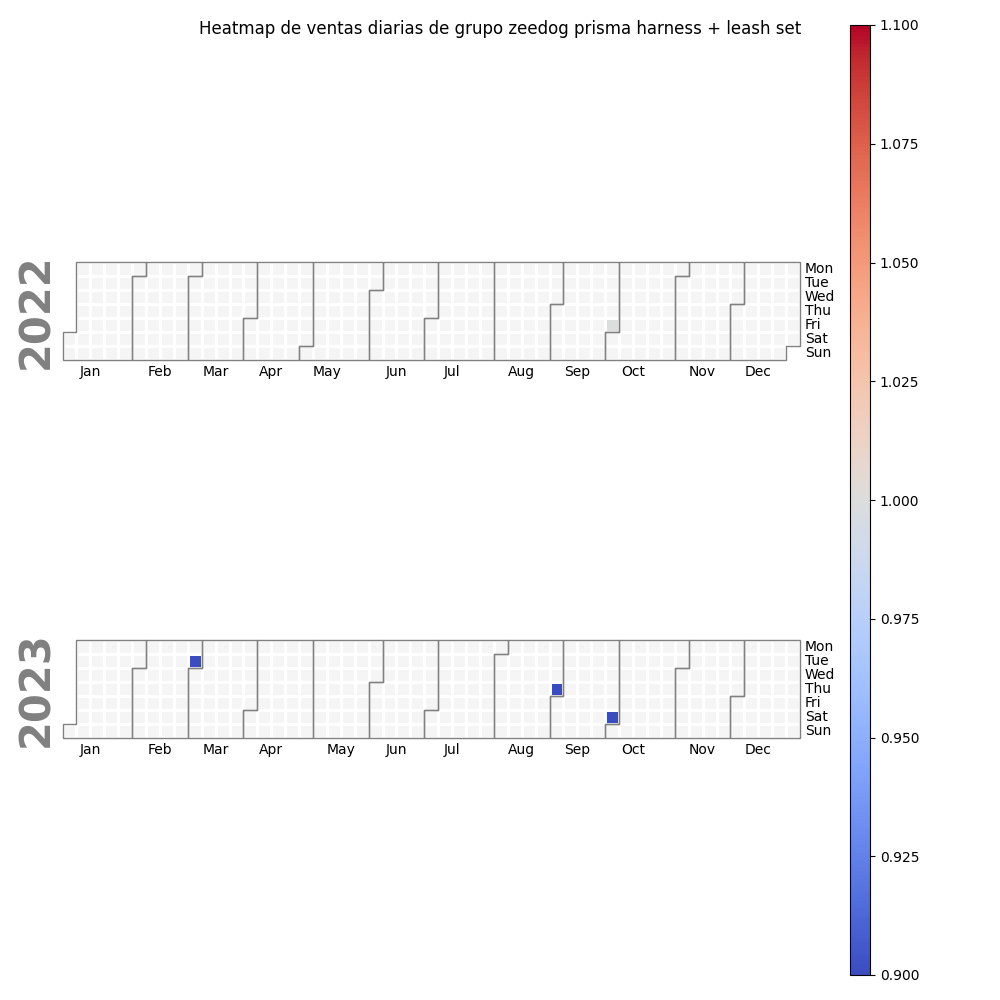 Heatmap de ventas diarias de grupo zeedog prisma harness + leash set
2022
Mon
Tue
Wed
Thu
Fri
Sat
Sun
Jan Feb Mar Apr May Jun Jul Aug Sep Oct Nov Dec
2023
Mon
Tue
Wed
Thu
Fri
Sat
Sun
Jan Feb Mar Apr May Jun Jul Aug Sep Oct Nov Dec
1.100
1.075
1.050
1.025
1.000
0.975
0.950
0.925
0.900